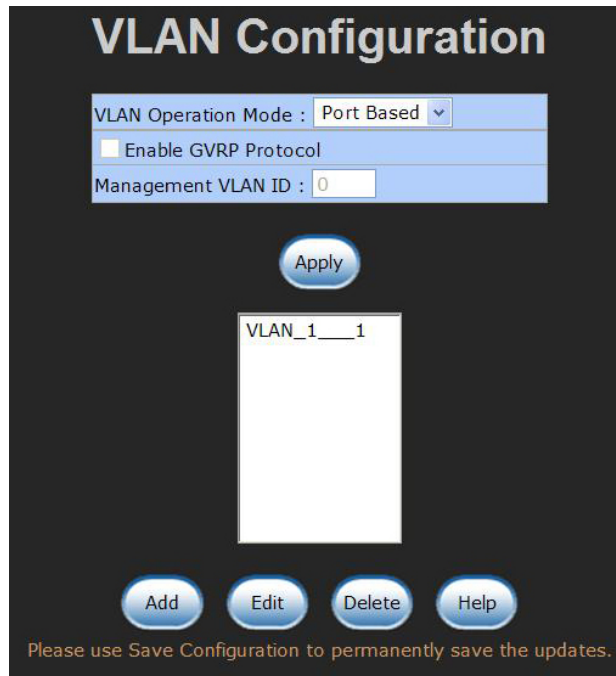 VLAN Configuration
VLAN Operation Mode : Port Based
Enable GVRP Protocol
Management VLAN ID : 0
Apply
VLAN_1___1
Add Edit Delete Help
Please use Save Configuration to permanently save the updates.